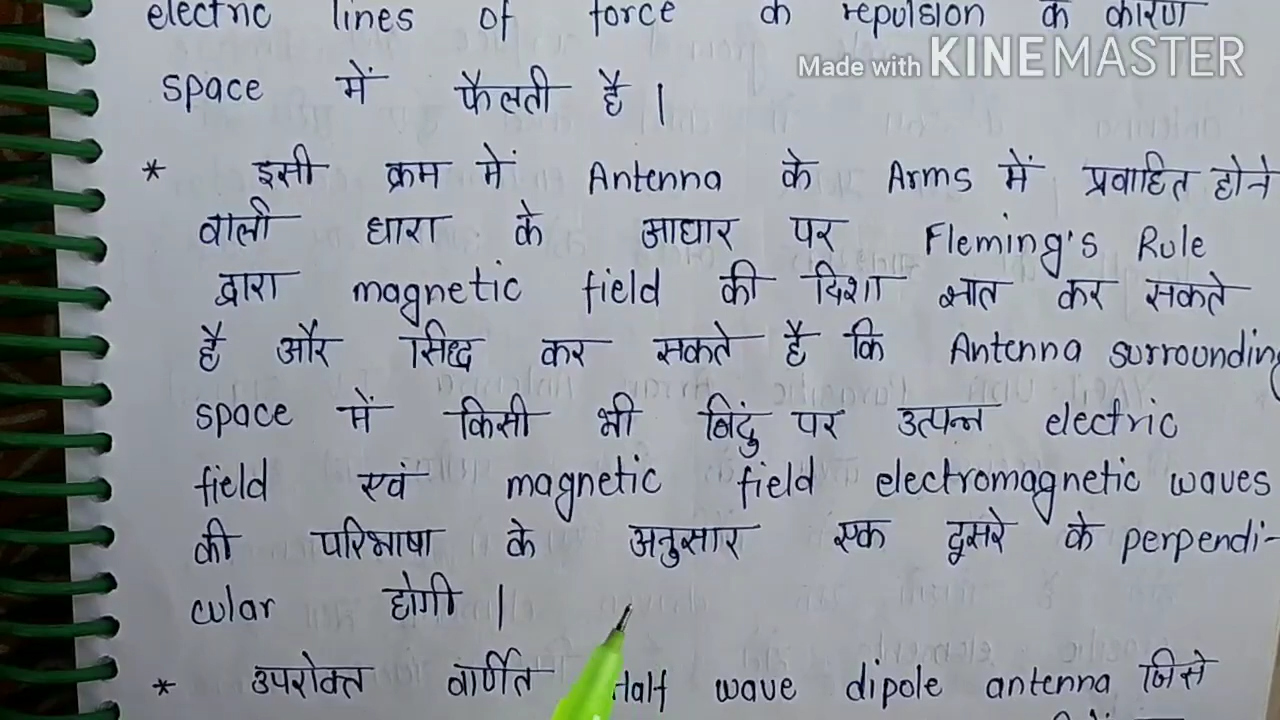 electric lines of force के repulsion के कारण
Made with KINEMASTER
space में फैलती है |
* इसी क्रम में Antenna के Arms में प्रवाहित होने
वाली धारा के आधार पर Fleming's Rule
द्वारा magnetic field की दिशा ज्ञात कर सकते
है और सिद्ध कर सकते है कि Antenna surrounding
space में किसी भी बिंदु पर उत्पन्न electric
field एवं magnetic field electromagnetic waves
की परिभाषा के अनुसार एक दूसरे के perpendi-
cular होगी |
* उपरोक्त वर्णित Half wave dipole antenna जिसे